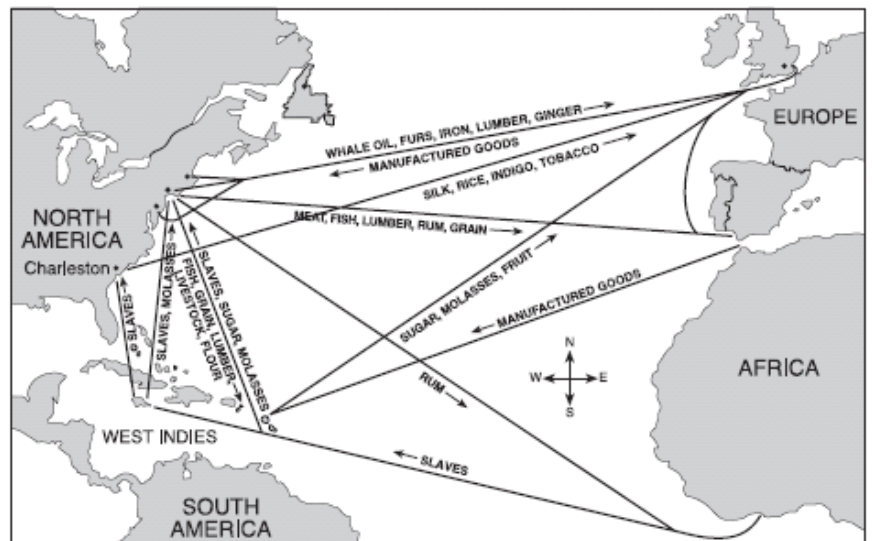 WHALE OIL, FURS, IRON, LUMBER, GINGER
MANUFACTURED GOODS
SILK, RICE, INDIGO, TOBACCO
EUROPE
NORTH
AMERICA
MEAT, FISH, LUMBER, RUM, GRAIN
Charleston
SLAVES
SLAVES, MOLASSES
FISH, GRAIN, LUMBER,
LIVESTOCK, FLOUR
SLAVES, SUGAR, MOLASSES
SUGAR, MOLASSES, FRUIT
MANUFACTURED GOODS
RUM
N
W
E
S
AFRICA
WEST INDIES
SLAVES
SOUTH
AMERICA